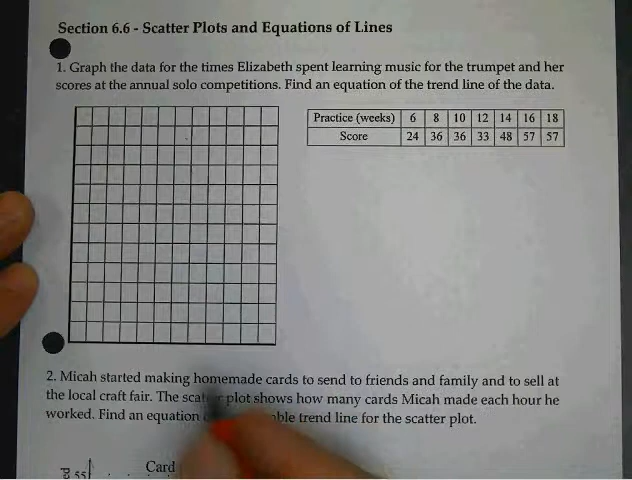 Section 6.6 - Scatter Plots and Equations of Lines
1. Graph the data for the times Elizabeth spent learning music for the trumpet and her
scores at the annual solo competitions. Find an equation of the trend line of the data.
Practice (weeks) 6 8 10 12 14 16 18
Score 24 36 36 33 48 57 57
2. Micah started making homemade cards to send to friends and family and to sell at
the local craft fair. The scatter plot shows how many cards Micah made each hour he
worked. Find an equation trend line for the scatter plot.
Card
55